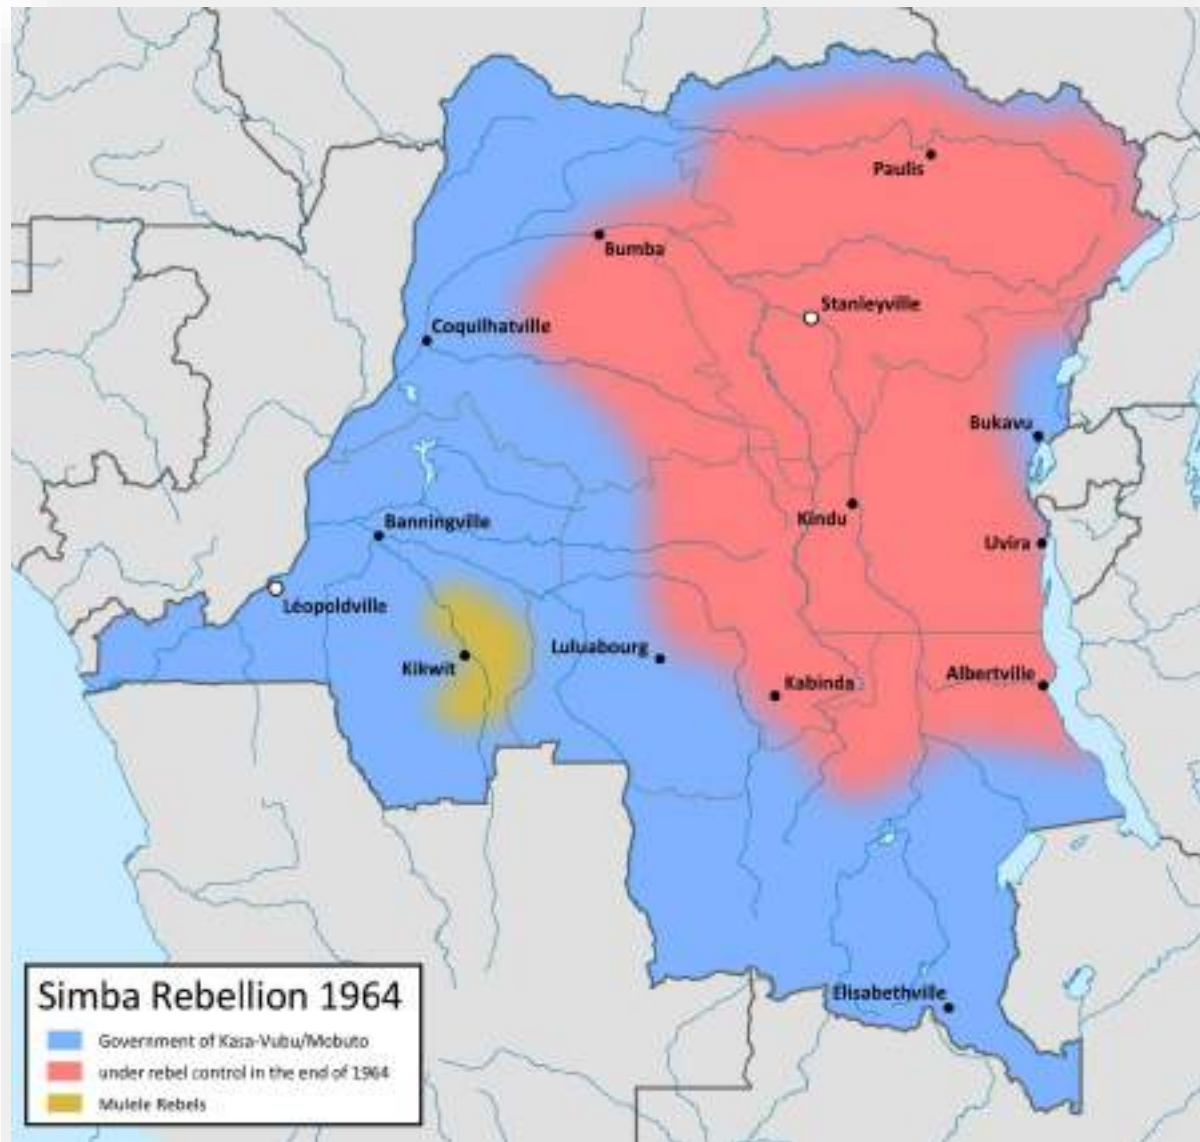 Paulis
Bumba
Stanleyville
Coquilhatville
Bukavu
Banningville
Kindu
Uvira
Léopoldville
Luluabourg
Kikwit
Albertville
Kabinda
Elisabethville
Simba Rebellion 1964
Government of Kasa-Vubu/Mobuto
under rebel control in the end of 1964
Mulele Rebels